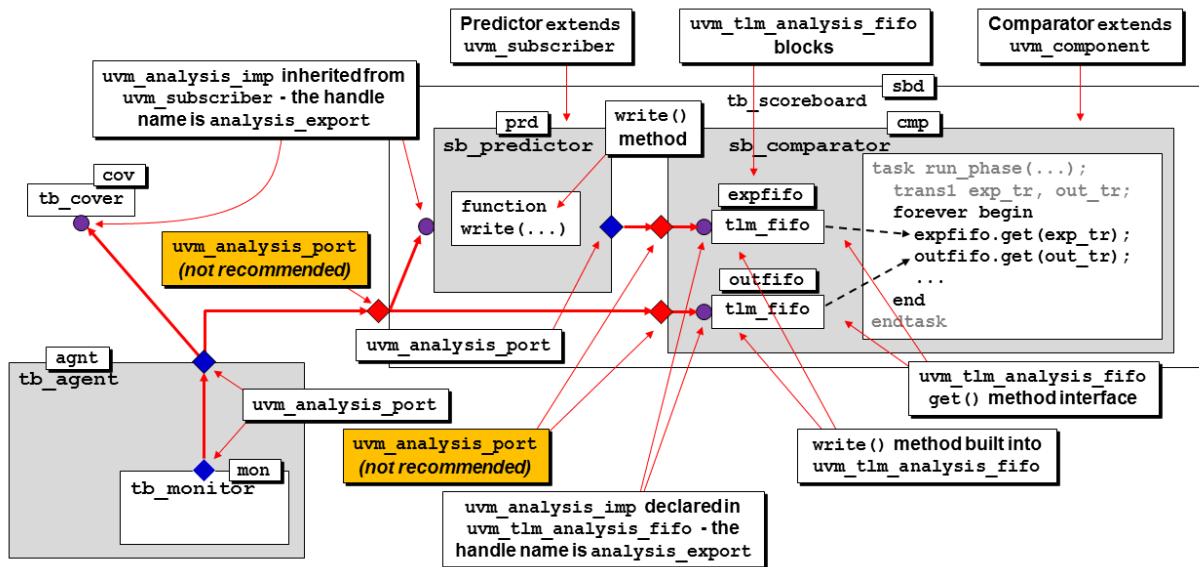 Predictor extends
uvm_subscriber
uvm_tlm_analysis_fifo
blocks
Comparator extends
uvm_component
uvm_analysis_imp inherited from
uvm_subscriber - the handle
name is analysis_export
sbd
tb_scoreboard
prd
sb_predictor
write()
method
cmp
sb_comparator
cov
tb_cover
function
write(...)
expfifo
tlm_fifo
outfifo
tlm_fifo
task run_phase(...);
trans1 exp_tr, out_tr;
forever begin
expfifo.get(exp_tr);
outfifo.get(out_tr);
...
end
endtask
uvm_analysis_port
(not recommended)
uvm_analysis_port
agnt
tb_agent
uvm_analysis_port
mon
tb_monitor
uvm_analysis_port
(not recommended)
uvm_tlm_analysis_fifo
get() method interface
write() method built into
uvm_tlm_analysis_fifo
uvm_analysis_imp declared in
uvm_tlm_analysis_fifo - the
handle name is analysis_export